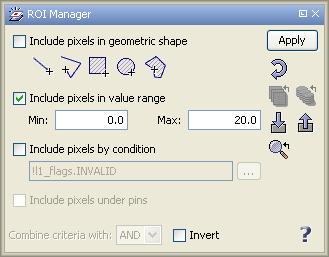 ROI Manager
Include pixels in geometric shape
Apply
Include pixels in value range
Min: 0.0 Max: 20.0
Include pixels by condition
!l1_flags.INVALID ...
Include pixels under pins
Combine criteria with: AND Invert ?